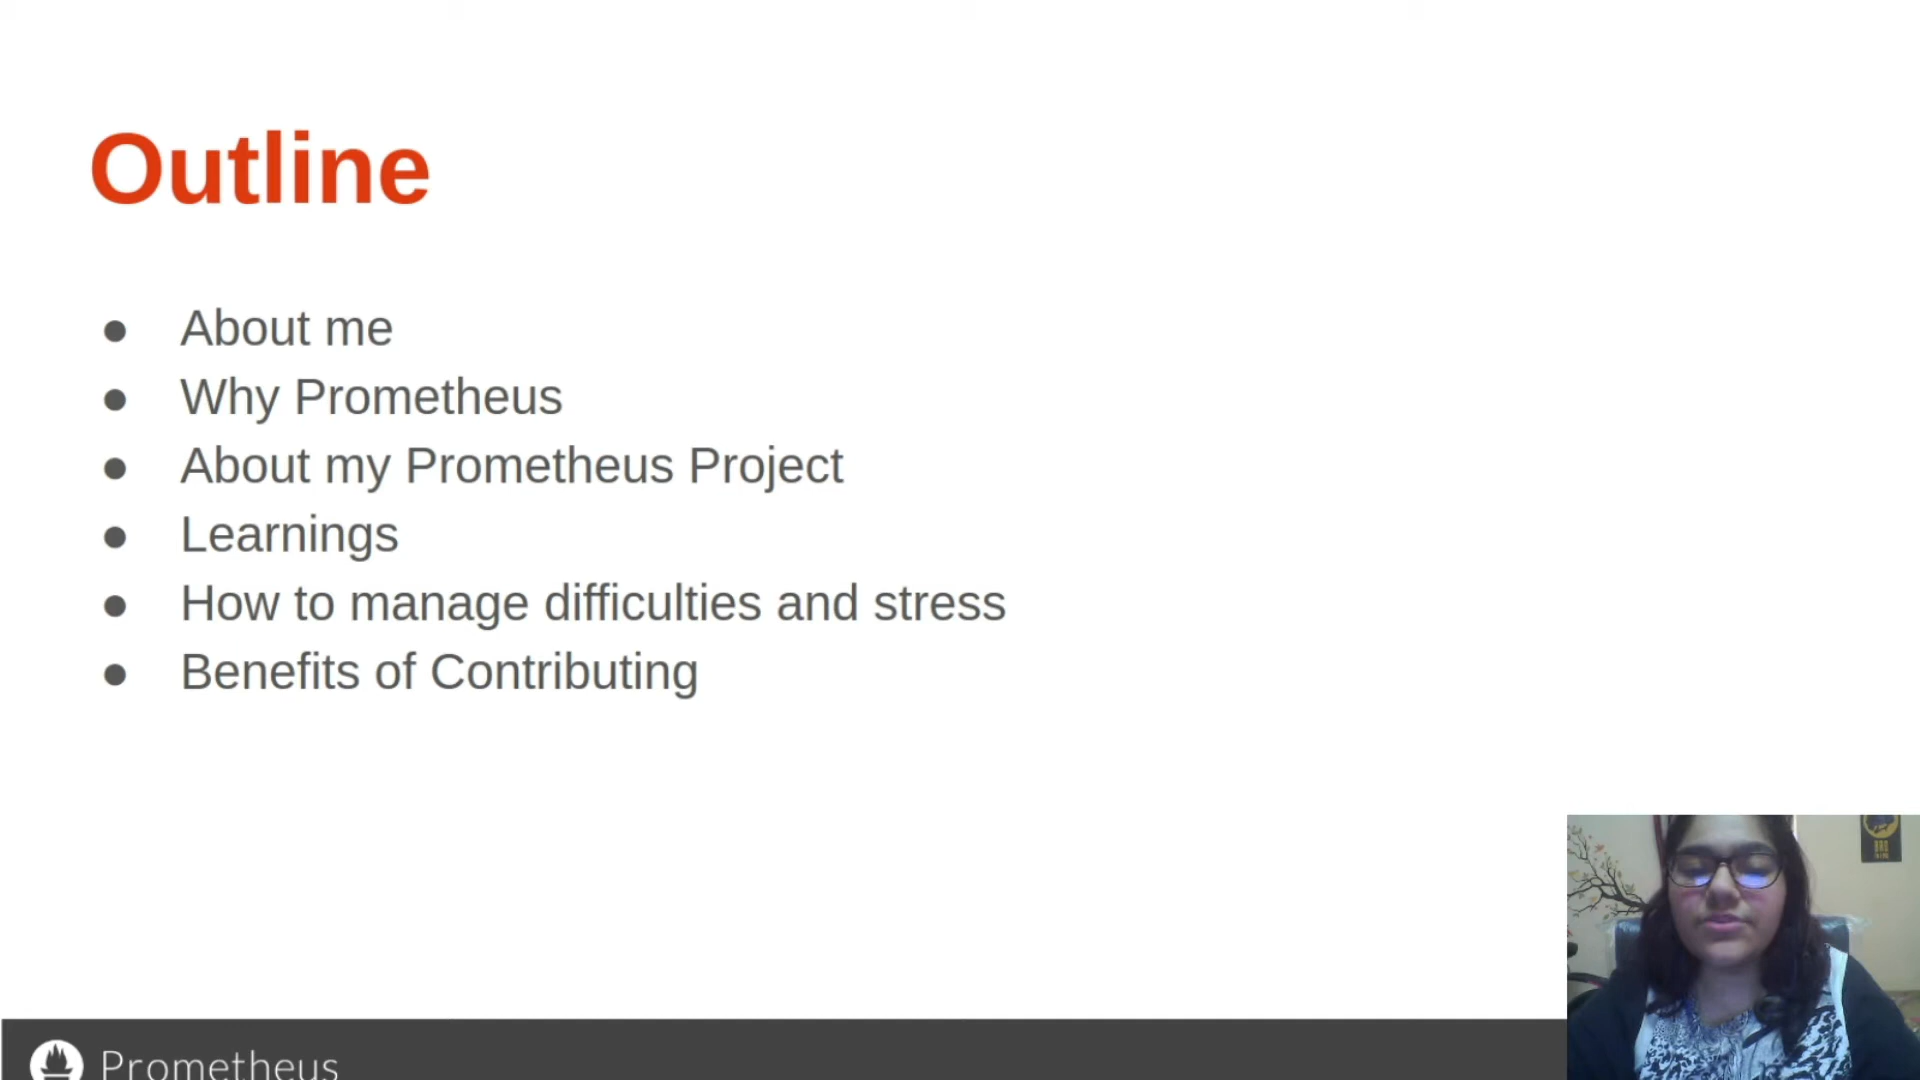 Outline
● About me
● Why Prometheus
● About my Prometheus Project
● Learnings
● How to manage difficulties and stress
● Benefits of Contributing
Prometheus